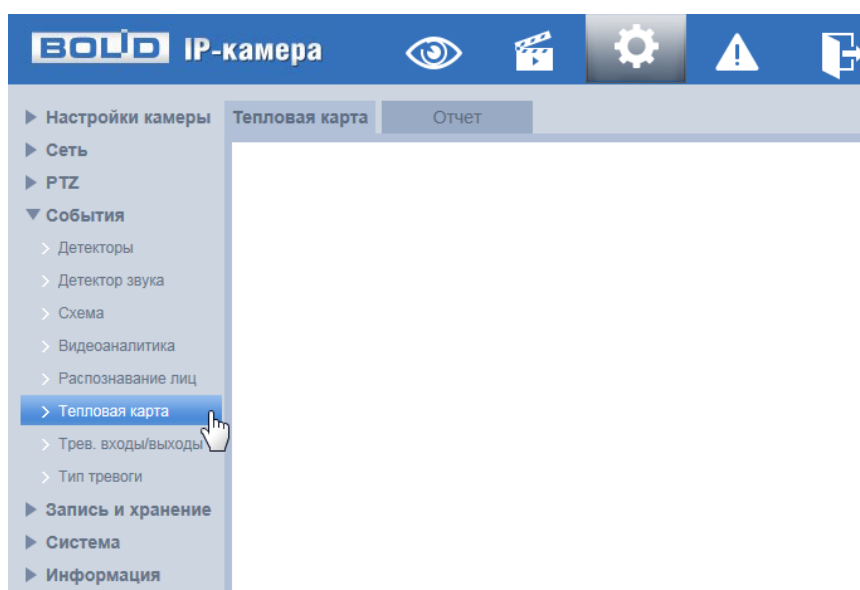 BOLID IP-камера
Настройки камеры
Тепловая карта
Отчет
Сеть
PTZ
События
Детекторы
Детектор звука
Схема
Видеоаналитика
Распознавание лиц
Тепловая карта
Трев. входы/выходы
Тип тревоги
Запись и хранение
Система
Информация